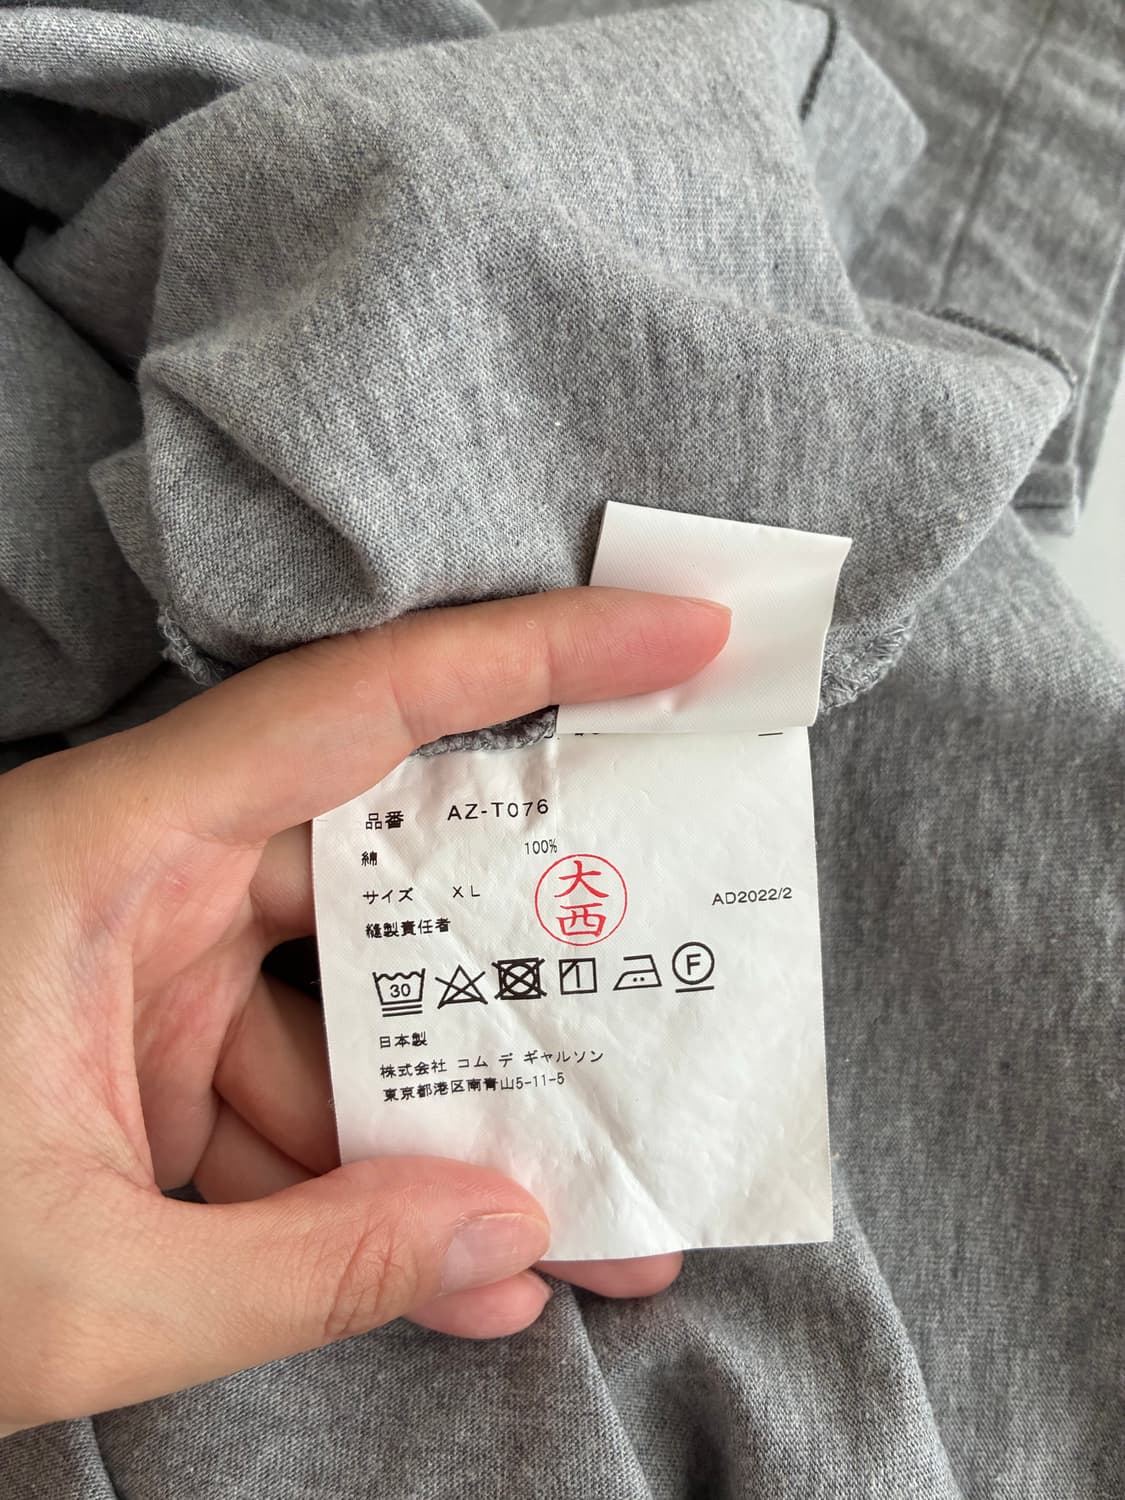 品番 AZ-T076
綿 100%
サイズ XL
大西
AD2022/2
縫製責任者
30
F
日本製
株式会社 コム デ ギャルソン
東京都港区南青山5-11-5